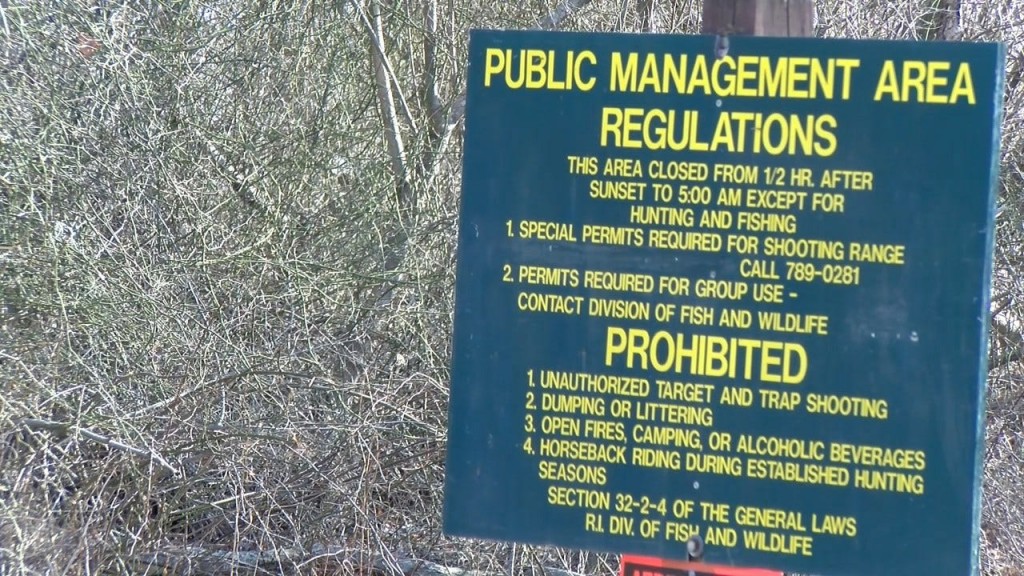 PUBLIC MANAGEMENT AREA
REGULATIONS
THIS AREA CLOSED FROM 1/2 HR. AFTER
SUNSET TO 5:00 AM EXCEPT FOR
HUNTING AND FISHING
1. SPECIAL PERMITS REQUIRED FOR SHOOTING RANGE
CALL 789-0281
2. PERMITS REQUIRED FOR GROUP USE -
CONTACT DIVISION OF FISH AND WILDLIFE
PROHIBITED
1. UNAUTHORIZED TARGET AND TRAP SHOOTING
2. DUMPING OR LITTERING
3. OPEN FIRES, CAMPING, OR ALCOHOLIC BEVERAGES
4. HORSEBACK RIDING DURING ESTABLISHED HUNTING
SEASONS
SECTION 32-2-4 OF THE GENERAL LAWS
R.I. DIV. OF FISH AND WILDLIFE